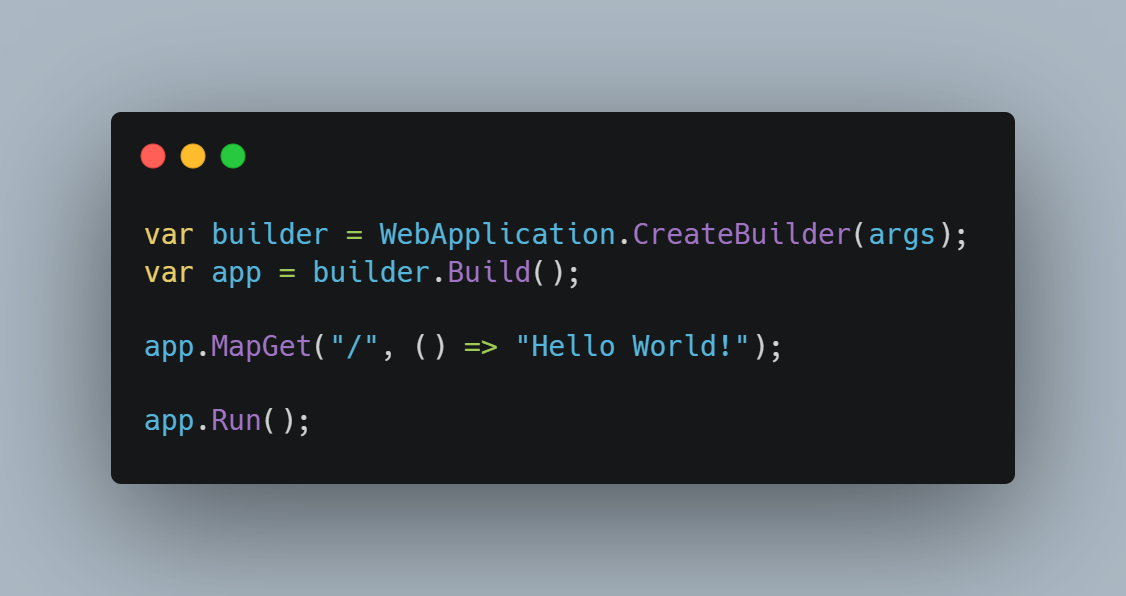 var builder = WebApplication.CreateBuilder(args);
var app = builder.Build();
app.MapGet("/", () => "Hello World!");
app.Run();